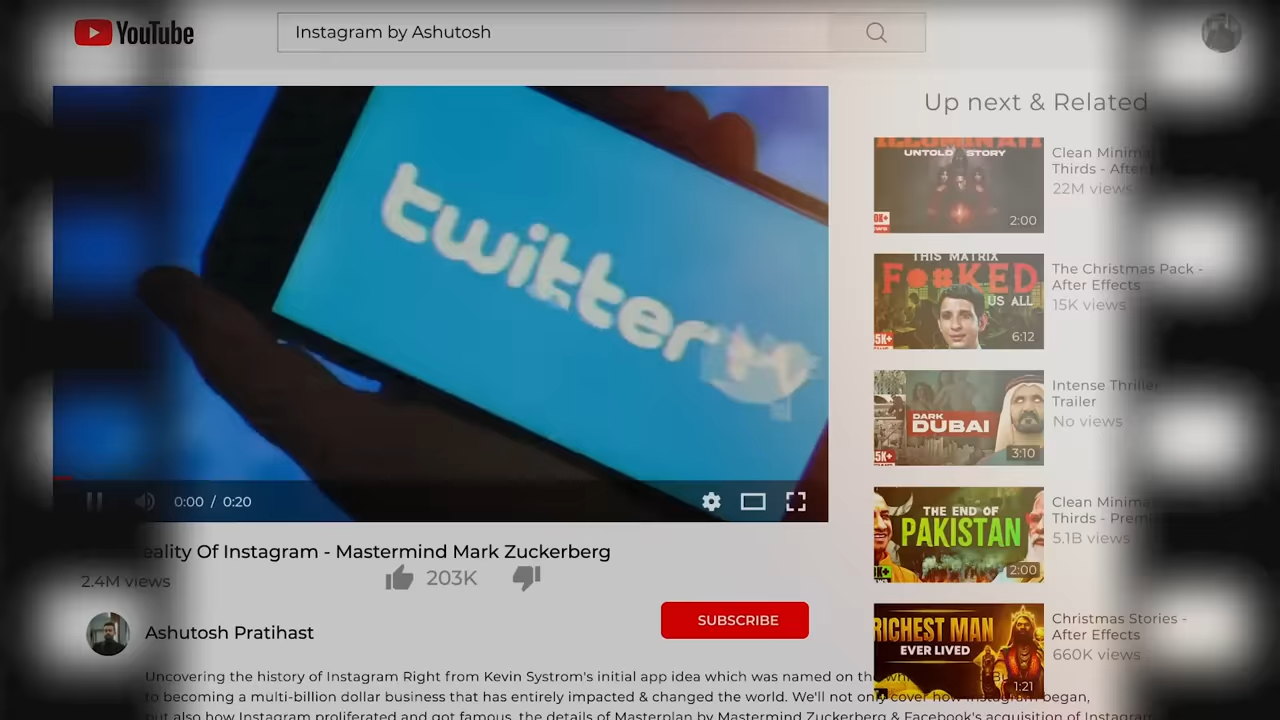 YouTube
Instagram by Ashutosh
twitter
0:00 / 0:20
eality Of Instagram - Mastermind Mark Zuckerberg
2.4M views
203K
Ashutosh Pratihast
SUBSCRIBE
Uncovering the history of Instagram Right from Kevin Systrom's initial app idea which was named on the
to becoming a multi-billion dollar business that has entirely impacted & changed the world. We'll not only cover how Instagram began,
but also how Instagram proliferated and got famous, the details of Masterplan by Mastermind Zuckerberg & Facebook's acquisition of Instagram
Up next & Related
ILLUMINATI
UNTOLD STORY
2:00
Clean Minimal
Thirds - After
22M views
THIS MATRIX
F*#KED
US ALL
5K+
6:12
The Christmas Pack -
After Effects
15K views
DARK
DUBAI
5K+
3:10
Intense Thriller
Trailer
No views
THE END OF
PAKISTAN
2:00
Clean Minimal
Thirds - Prem
5.1B views
RICHEST MAN
EVER LIVED
1:21
Christmas Stories -
After Effects
660K views